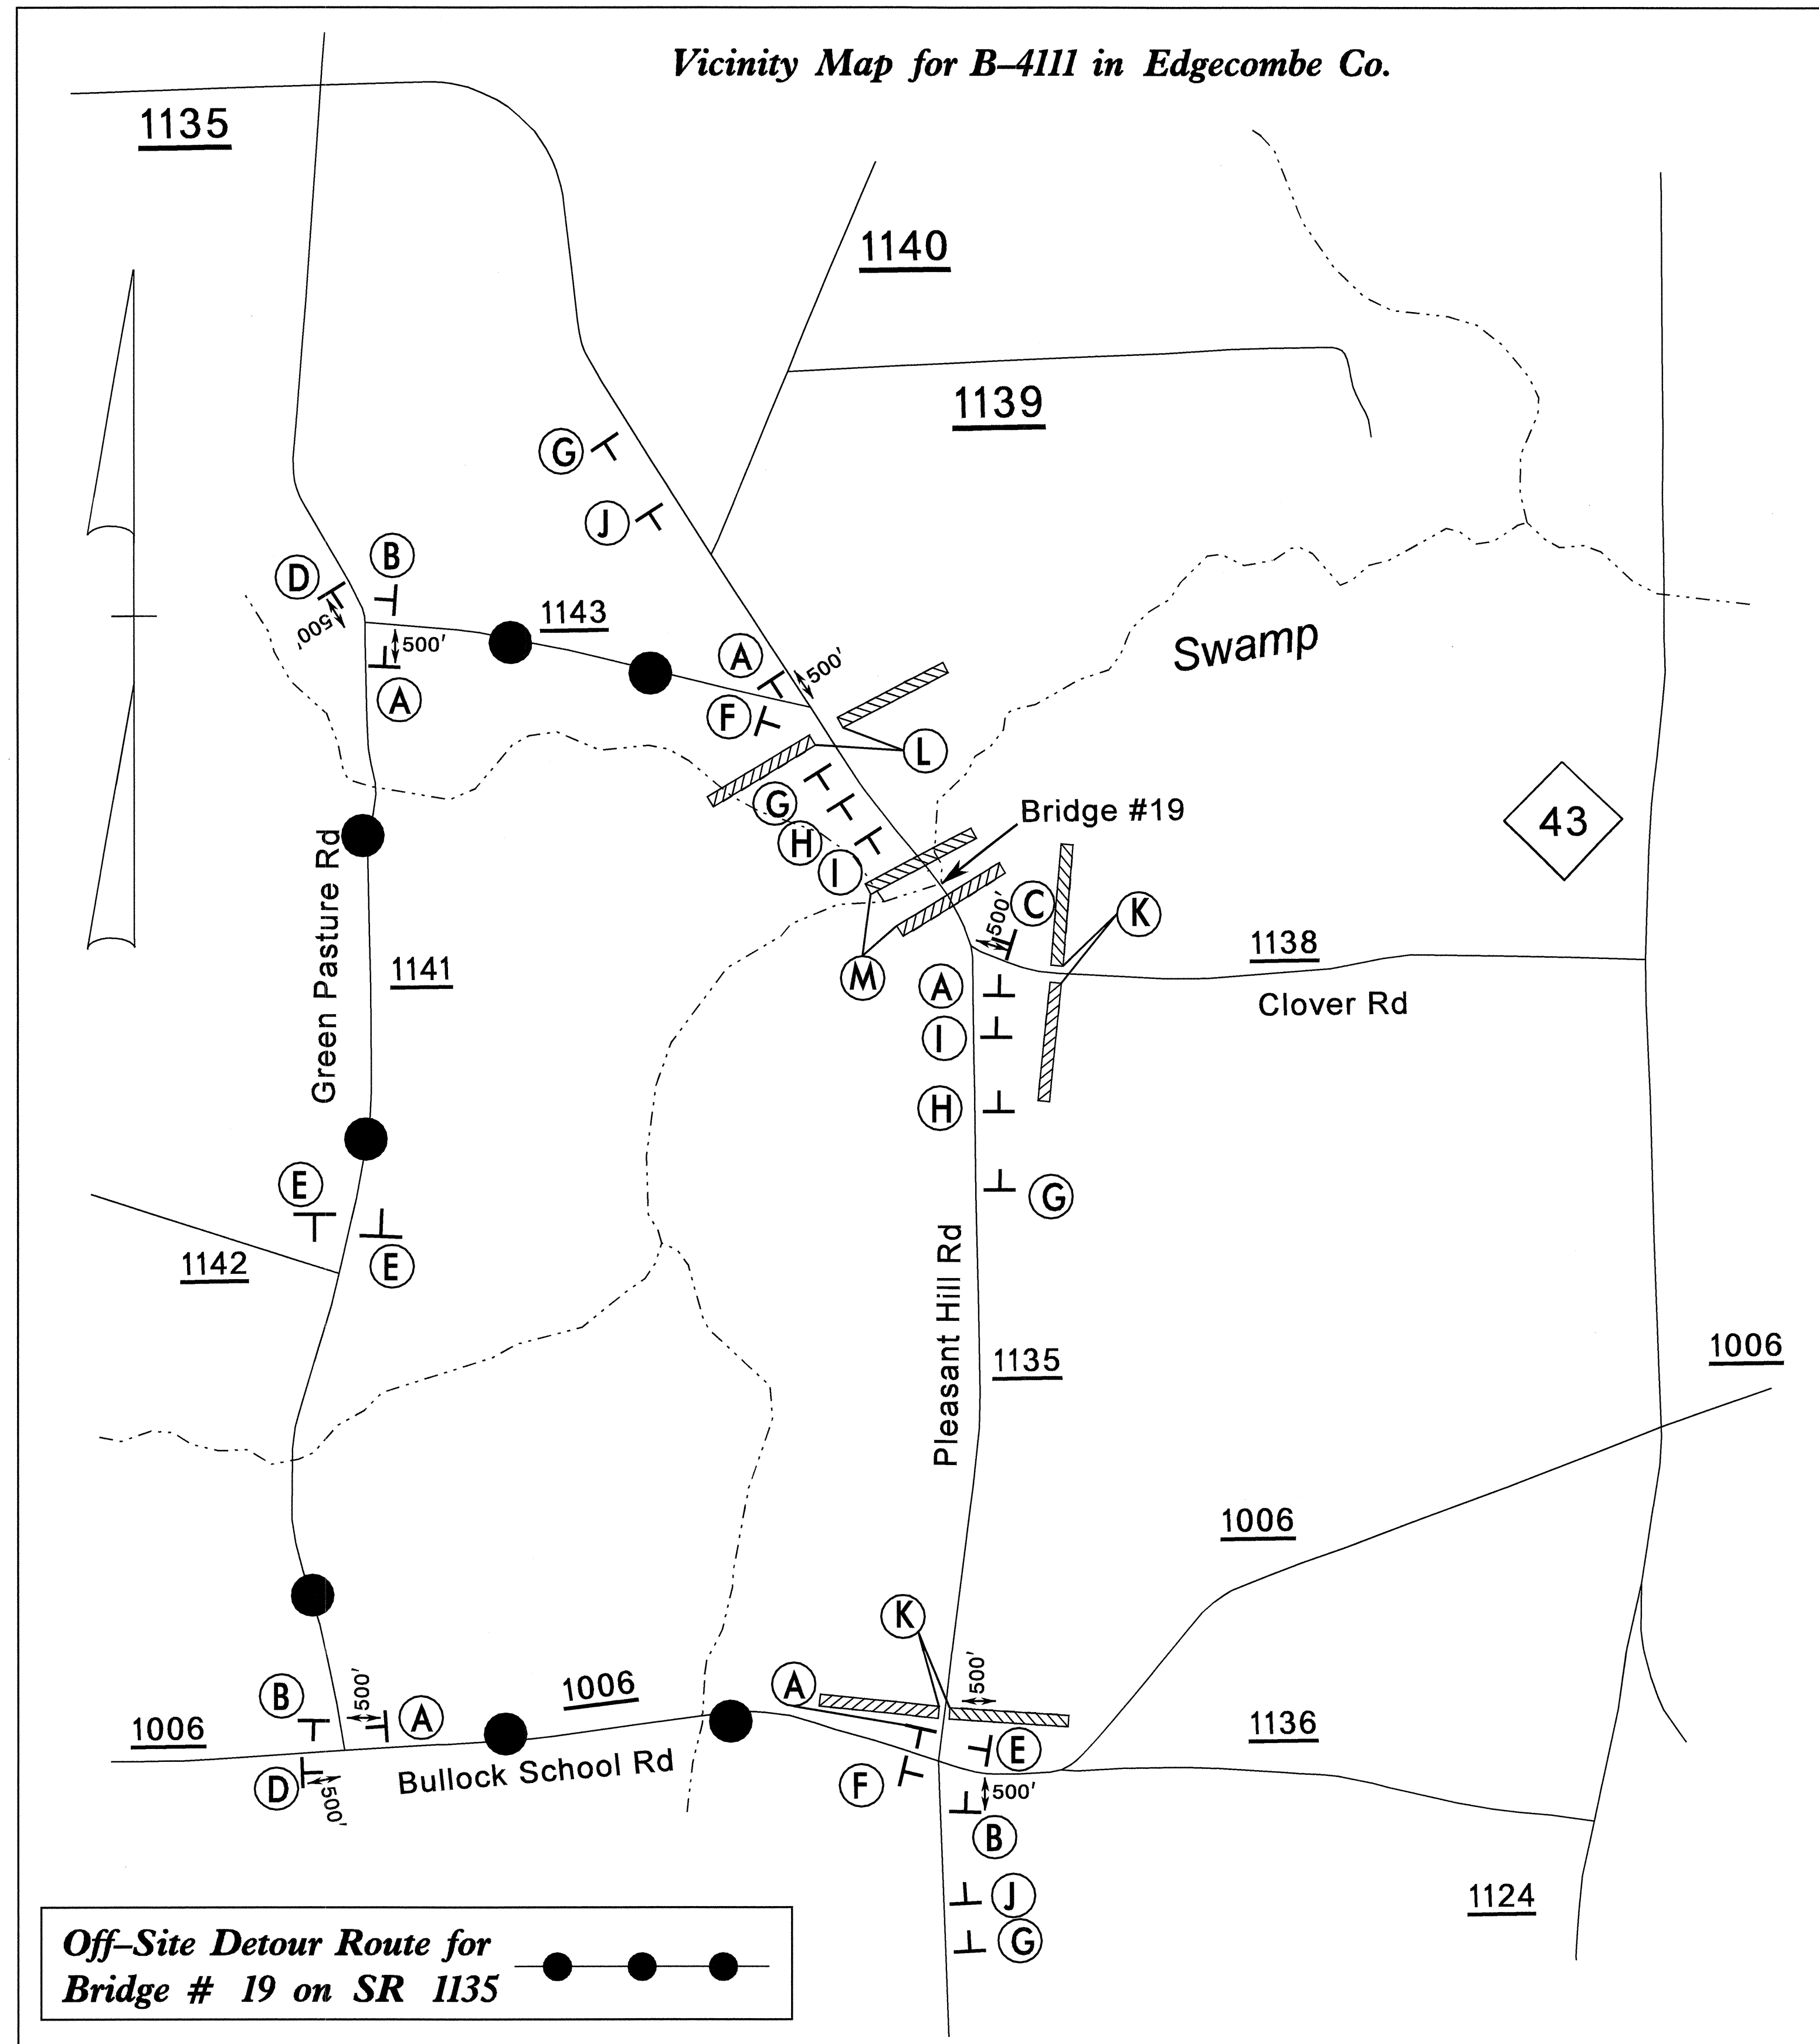 Vicinity Map for B–4111 in Edgecombe Co.
1135
1140
1139
G
J
B
D
500'
1143
500'
A
A
500'
F
Swamp
L
G
H
I
Bridge #19
43
C
500'
K
M
1138
Clover Rd
A
I
H
G
Green Pasture Rd
1141
E
E
1142
Pleasant Hill Rd
1135
1006
1006
K
A
500'
B
500'
A
1006
1006
Bullock School Rd
D
500'
E
F
500'
B
1136
J
G
1124
Off–Site Detour Route for
Bridge # 19 on SR 1135